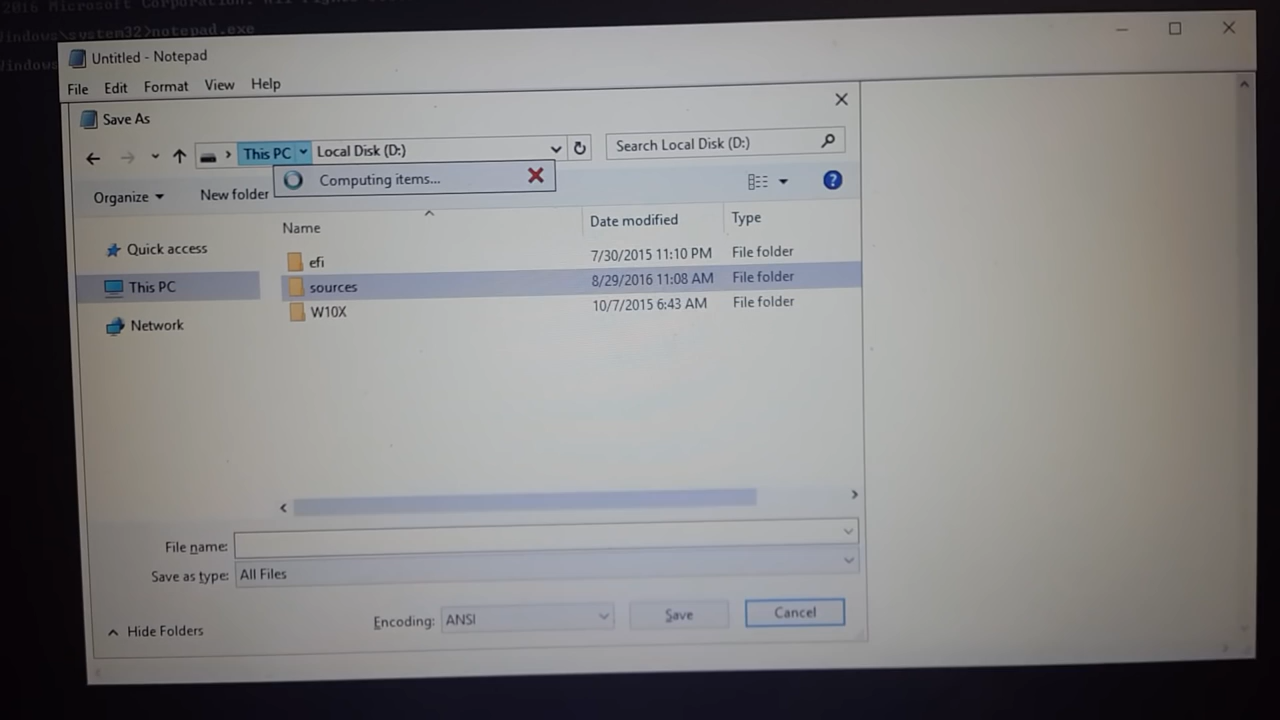 2016 Microsoft Corporation. All rights
indows\system32>notepad.exe
Windows
Untitled - Notepad
File Edit Format View Help
Save As
This PC Local Disk (D:) Search Local Disk (D:)
Computing items...
Organize New folder
Name Date modified Type
Quick access
efi 7/30/2015 11:10 PM File folder
This PC
sources 8/29/2016 11:08 AM File folder
W10X 10/7/2015 6:43 AM File folder
Network
File name:
Save as type: All Files
Encoding: ANSI Save Cancel
Hide Folders